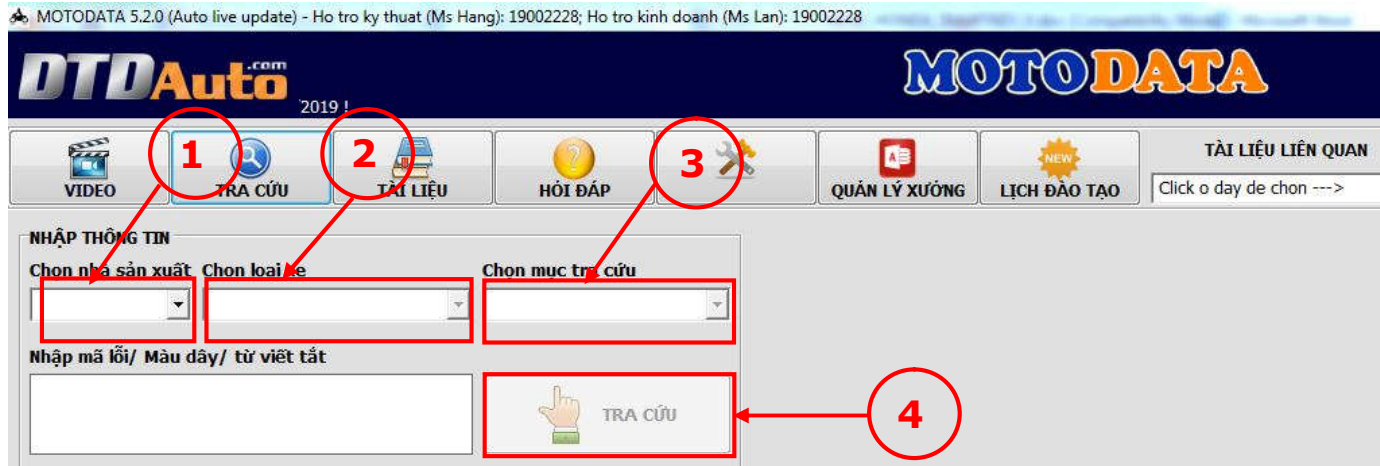 MOTODATA 5.2.0 (Auto live update) - Ho tro ky thuat (Ms Hang): 19002228; Ho tro kinh doanh (Ms Lan): 19002228
DTDAuto.com
2019 !
MOTODATA
1
2
3
VIDEO
TRA CỨU
TÀI LIỆU
HỎI ĐÁP
QUẢN LÝ XƯỞNG
NEW
LỊCH ĐÀO TẠO
TÀI LIỆU LIÊN QUAN
Click o day de chon --->
NHẬP THÔNG TIN
Chọn nhà sản xuất Chọn loại xe Chọn mục tra cứu
Nhập mã lỗi/ Màu dây/ từ viết tắt
TRA CỨU
4